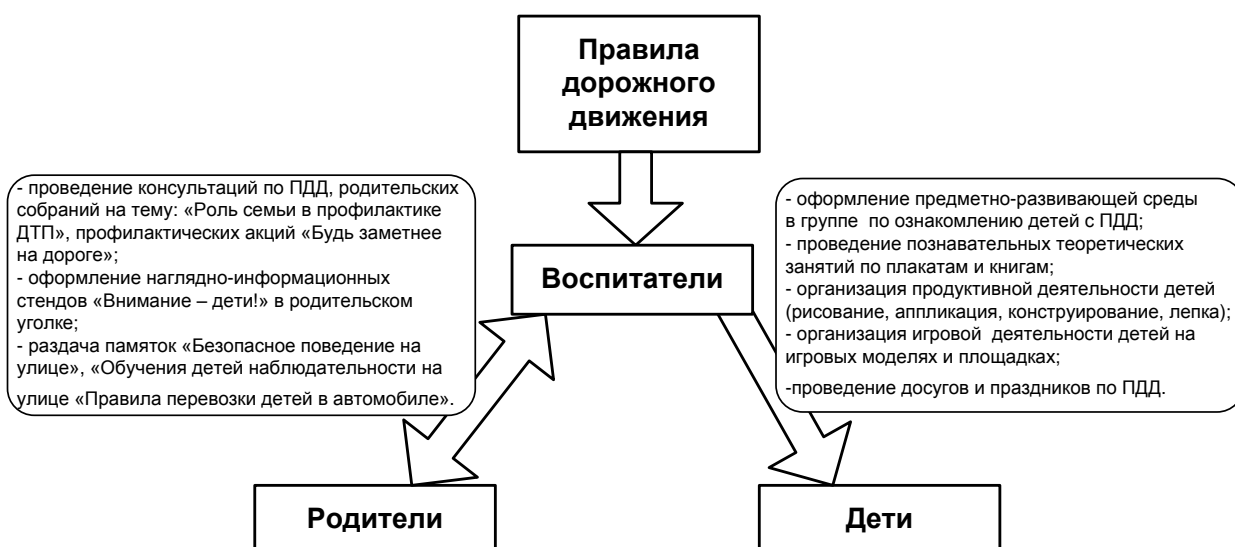 Правила
дорожного
движения
- проведение консультаций по ПДД, родительских
собраний на тему: «Роль семьи в профилактике
ДТП», профилактических акций «Будь заметнее
на дороге»;
- оформление наглядно-информационных
стендов «Внимание – дети!» в родительском
уголке;
- раздача памяток «Безопасное поведение на
улице», «Обучения детей наблюдательности на
улице «Правила перевозки детей в автомобиле».
Воспитатели
- оформление предметно-развивающей среды
в группе по ознакомлению детей с ПДД;
- проведение познавательных теоретических
занятий по плакатам и книгам;
- организация продуктивной деятельности детей
(рисование, аппликация, конструирование, лепка);
- организация игровой деятельности детей на
игровых моделях и площадках;
-проведение досугов и праздников по ПДД.
Родители
Дети